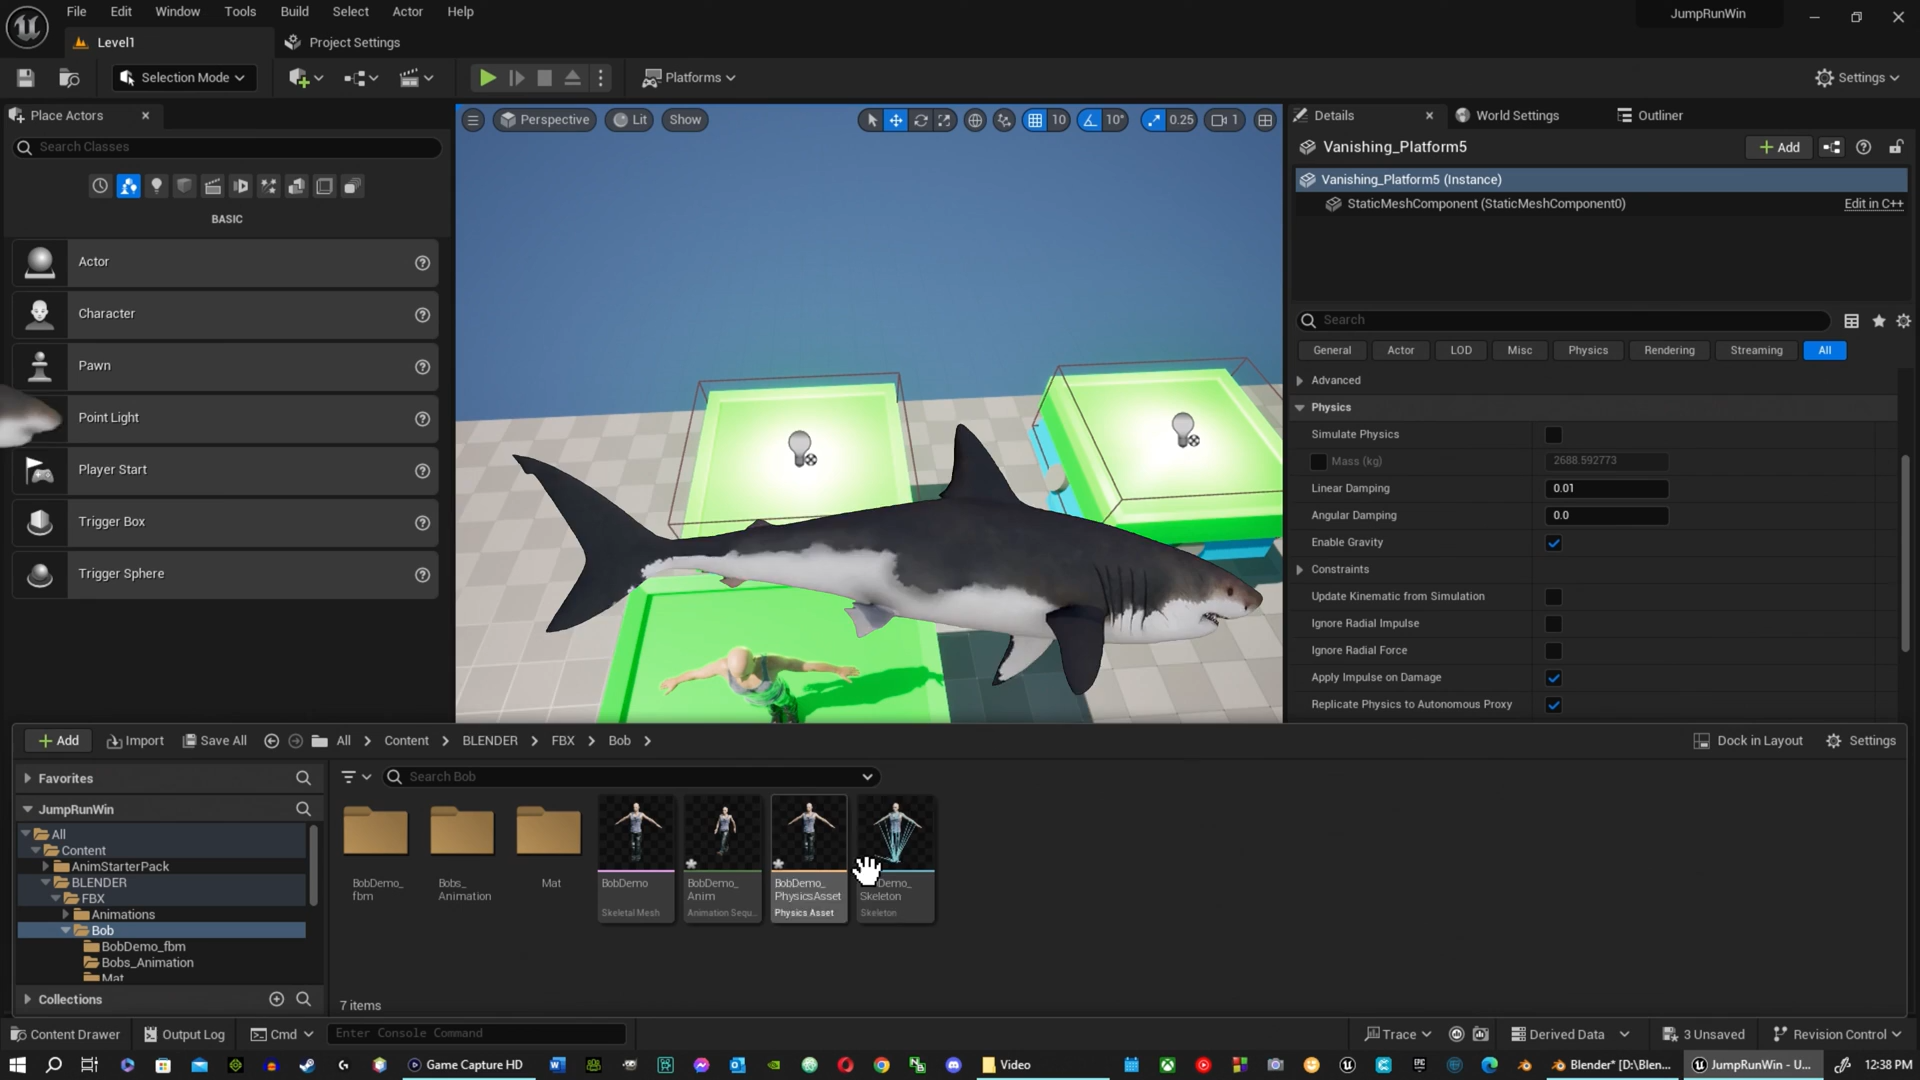 File Edit Window Tools Build Select Actor Help
JumpRunWin
Level1
Project Settings
Selection Mode
Platforms
Settings
Place Actors
Search Classes
BASIC
Actor
Character
Pawn
Point Light
Player Start
Trigger Box
Trigger Sphere
Perspective Lit Show 10 10° 0.25 1
Details World Settings Outliner
Vanishing_Platform5
Add
Vanishing_Platform5 (Instance)
StaticMeshComponent (StaticMeshComponent0) Edit in C++
Search
General Actor LOD Misc Physics Rendering Streaming All
Advanced
Physics
Simulate Physics
Mass (kg) 2688.592773
Linear Damping 0.01
Angular Damping 0.0
Enable Gravity
Constraints
Update Kinematic from Simulation
Ignore Radial Impulse
Ignore Radial Force
Apply Impulse on Damage
Replicate Physics to Autonomous Proxy
Add Import Save All All > Content > BLENDER > FBX > Bob >
Dock in Layout Settings
Favorites
JumpRunWin
All
Content
AnimStarterPack
BLENDER
FBX
Animations
Bob
BobDemo_fbm
Bobs_Animation
Mat
Collections
Search Bob
BobDemo_
fbm
Bobs_
Animation
Mat
BobDemo
Skeletal Mesh
BobDemo_
Anim
Animation Sequ...
BobDemo_
PhysicsAsset
Physics Asset
Demo_
Skeleton
Skeleton
7 items
Content Drawer Output Log Cmd Enter Console Command
Trace Derived Data 3 Unsaved Revision Control
Game Capture HD
Video
Blender* [D:\Blen...
JumpRunWin - U...
12:38 PM